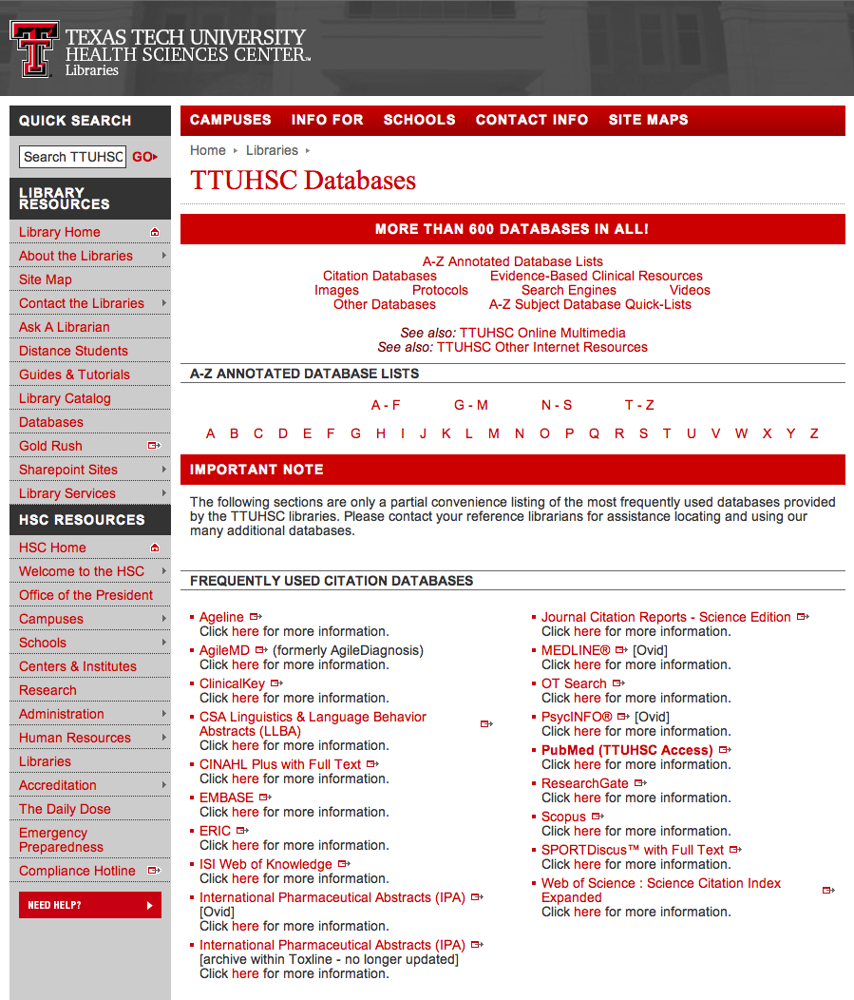 TEXAS TECH UNIVERSITY
HEALTH SCIENCES CENTER™
Libraries
QUICK SEARCH
Search TTUHSC
GO
LIBRARY
RESOURCES
Library Home
About the Libraries
Site Map
Contact the Libraries
Ask A Librarian
Distance Students
Guides & Tutorials
Library Catalog
Databases
Gold Rush
Sharepoint Sites
Library Services
HSC RESOURCES
HSC Home
Welcome to the HSC
Office of the President
Campuses
Schools
Centers & Institutes
Research
Administration
Human Resources
Libraries
Accreditation
The Daily Dose
Emergency
Preparedness
Compliance Hotline
NEED HELP?
CAMPUSES INFO FOR SCHOOLS CONTACT INFO SITE MAPS
Home Libraries
TTUHSC Databases
MORE THAN 600 DATABASES IN ALL!
A-Z Annotated Database Lists
Citation Databases Evidence-Based Clinical Resources
Images Protocols Search Engines Videos
Other Databases A-Z Subject Database Quick-Lists
See also: TTUHSC Online Multimedia
See also: TTUHSC Other Internet Resources
A-Z ANNOTATED DATABASE LISTS
A - F G - M N - S T - Z
A B C D E F G H I J K L M N O P Q R S T U V W X Y Z
IMPORTANT NOTE
The following sections are only a partial convenience listing of the most frequently used databases provided
by the TTUHSC libraries. Please contact your reference librarians for assistance locating and using our
many additional databases.
FREQUENTLY USED CITATION DATABASES
Ageline
Click here for more information.
AgileMD (formerly AgileDiagnosis)
Click here for more information.
ClinicalKey
Click here for more information.
CSA Linguistics & Language Behavior
Abstracts (LLBA)
Click here for more information.
CINAHL Plus with Full Text
Click here for more information.
EMBASE
Click here for more information.
ERIC
Click here for more information.
ISI Web of Knowledge
Click here for more information.
International Pharmaceutical Abstracts (IPA)
[Ovid]
Click here for more information.
International Pharmaceutical Abstracts (IPA)
[archive within Toxline - no longer updated]
Click here for more information.
Journal Citation Reports - Science Edition
Click here for more information.
MEDLINE® [Ovid]
Click here for more information.
OT Search
Click here for more information.
PsycINFO® [Ovid]
Click here for more information.
PubMed (TTUHSC Access)
Click here for more information.
ResearchGate
Click here for more information.
Scopus
Click here for more information.
SPORTDiscus™ with Full Text
Click here for more information.
Web of Science : Science Citation Index
Expanded
Click here for more information.